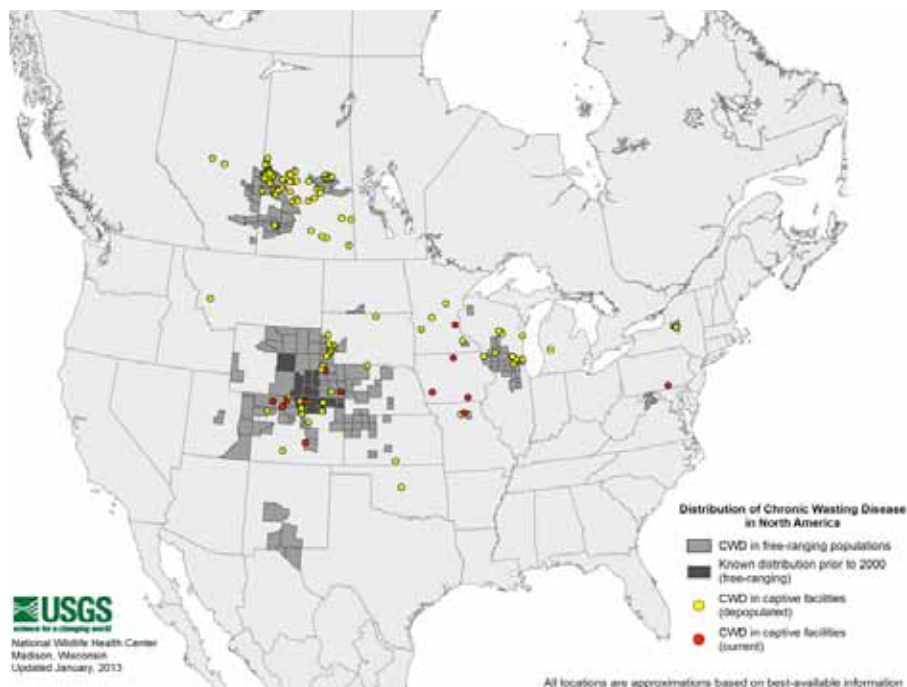 Distribution of Chronic Wasting Disease
in North America
CWD in free-ranging populations
Known distribution prior to 2000
(free-ranging)
CWD in captive facilities
(depopulated)
CWD in captive facilities
(current)
USGS
science for a changing world
National Wildlife Health Center
Madison, Wisconsin
Updated January, 2013
All locations are approximations based on best-available information